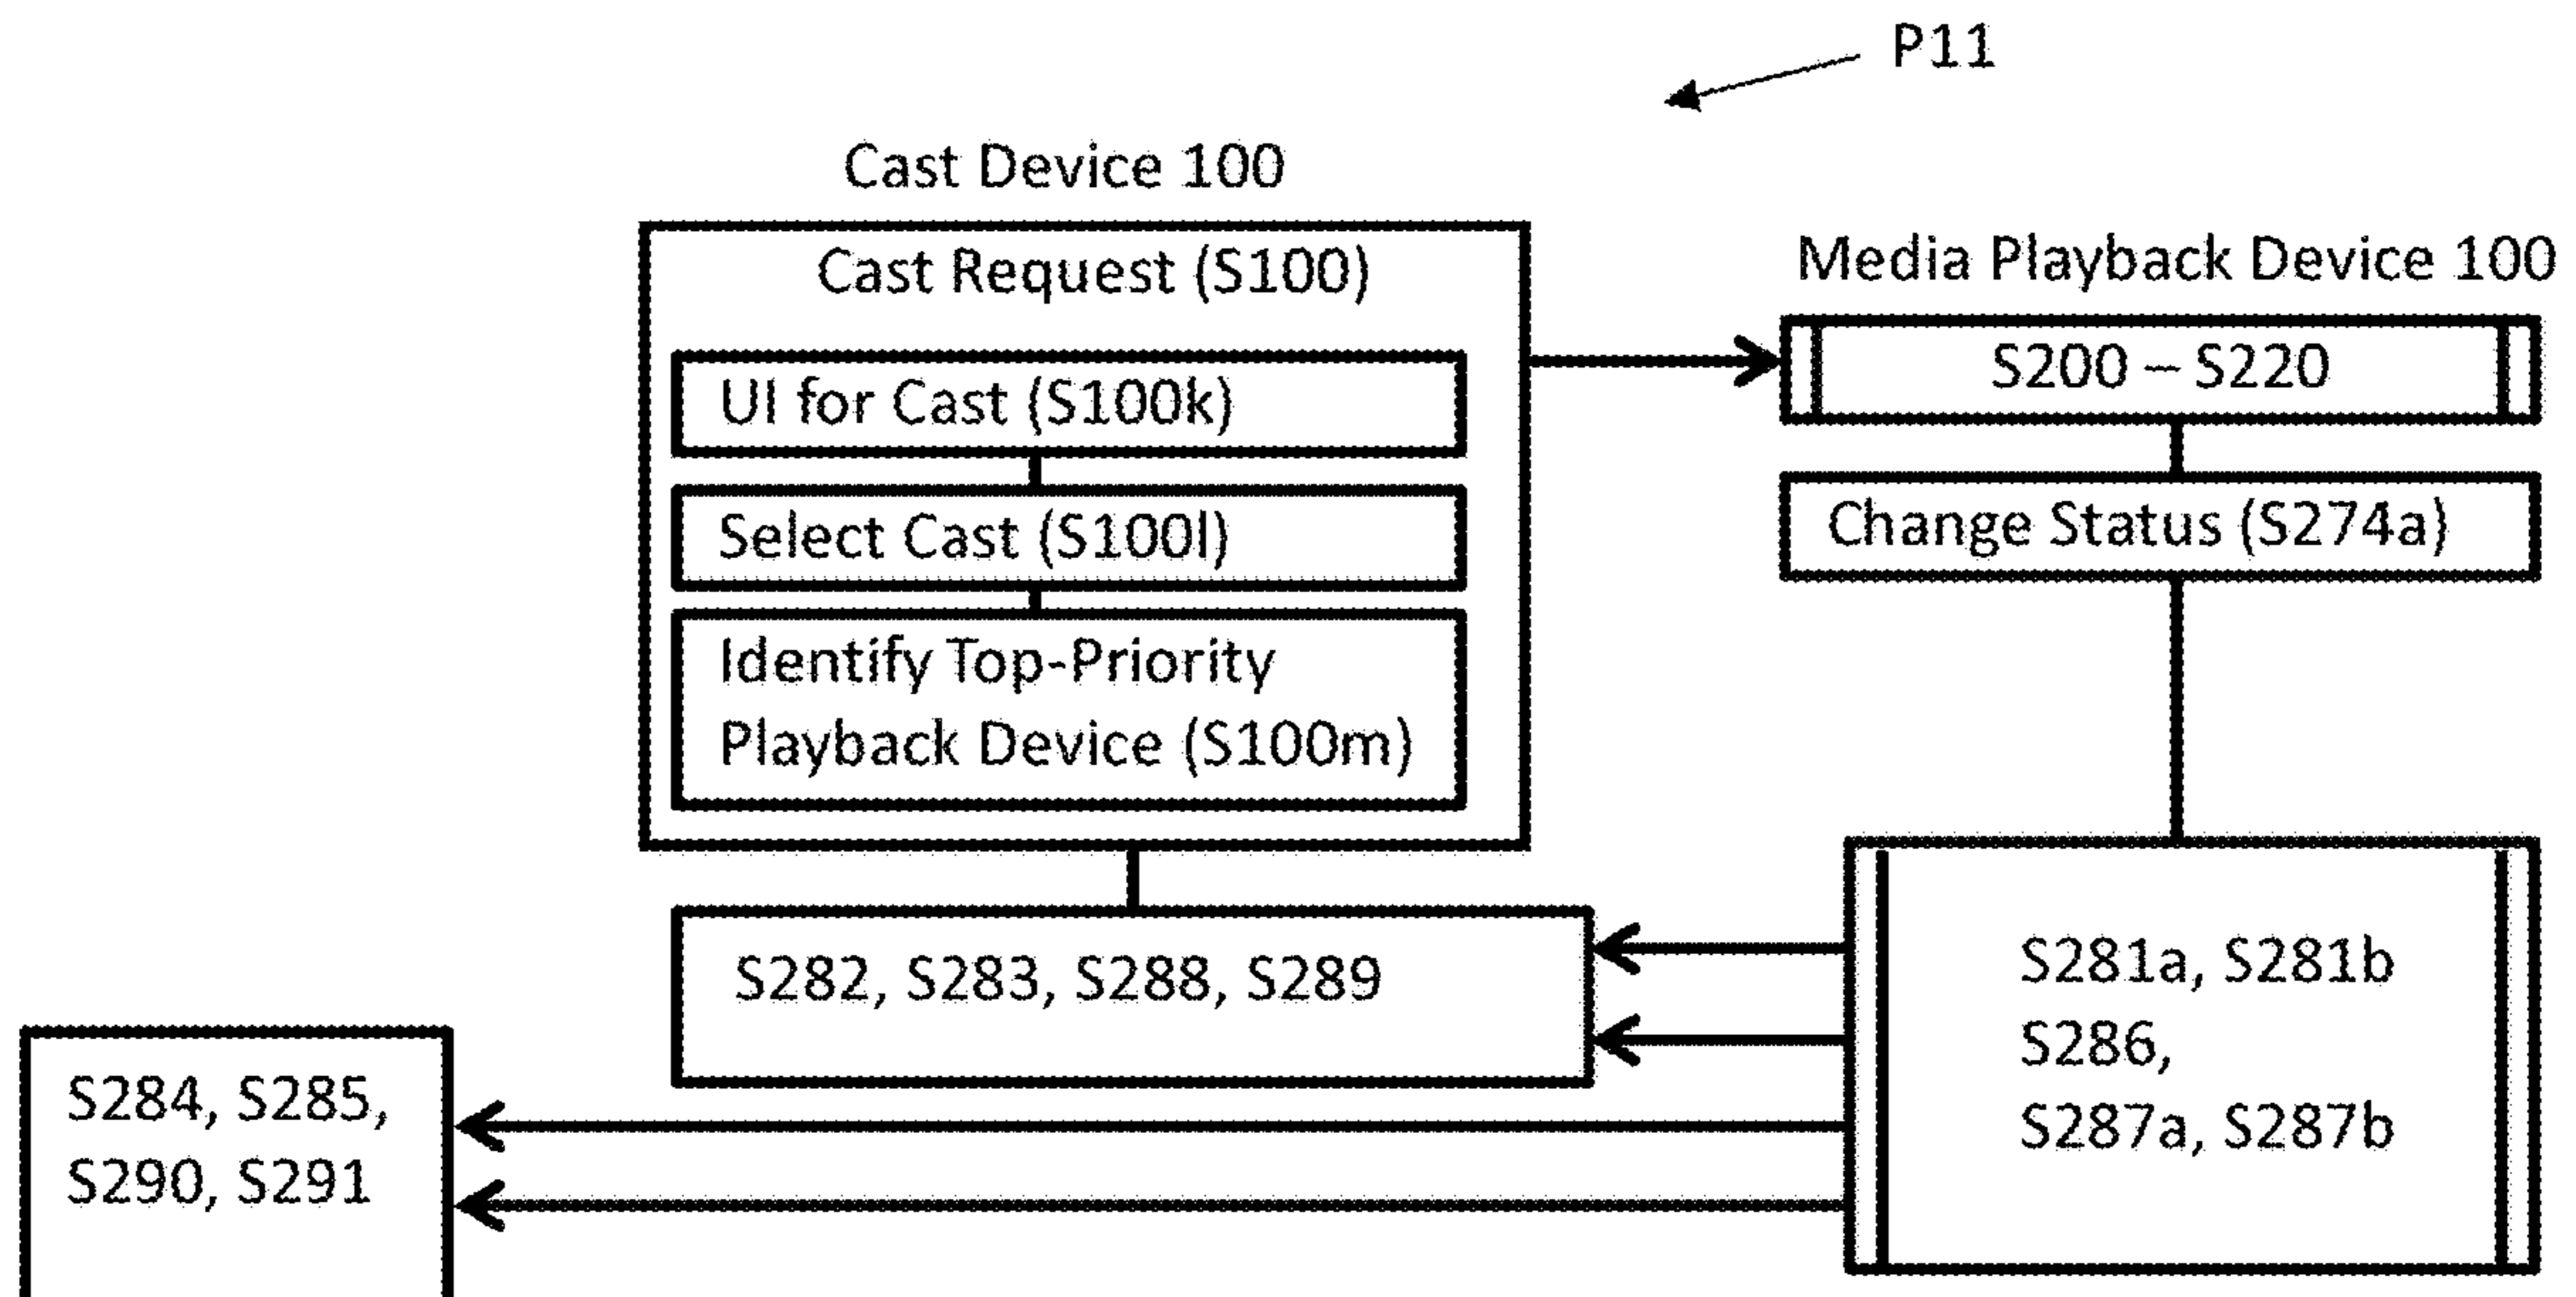 P11
Cast Device 100
Cast Request (S100)
UI for Cast (S100k)
Select Cast (S100l)
Identify Top-Priority
Playback Device (S100m)
Media Playback Device 100
S200 – S220
Change Status (S274a)
S282, S283, S288, S289
S281a, S281b
S286,
S287a, S287b
S284, S285,
S290, S291